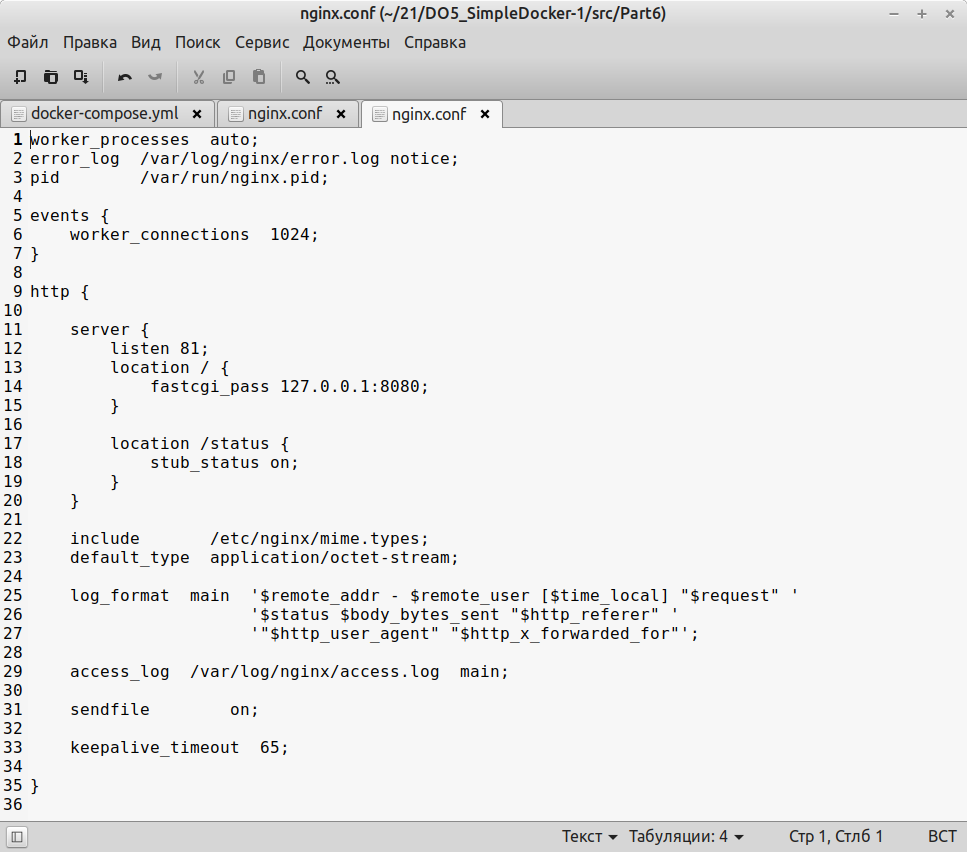 nginx.conf (~/21/DO5_SimpleDocker-1/src/Part6)
Файл Правка Вид Поиск Сервис Документы Справка
docker-compose.yml nginx.conf nginx.conf
1 worker_processes  auto;
2 error_log  /var/log/nginx/error.log notice;
3 pid        /var/run/nginx.pid;
4
5 events {
6     worker_connections  1024;
7 }
8
9 http {
10
11     server {
12         listen 81;
13         location / {
14             fastcgi_pass 127.0.0.1:8080;
15         }
16
17         location /status {
18             stub_status on;
19         }
20     }
21
22     include       /etc/nginx/mime.types;
23     default_type  application/octet-stream;
24
25     log_format  main  '$remote_addr - $remote_user [$time_local] "$request" '
26                       '$status $body_bytes_sent "$http_referer" '
27                       '"$http_user_agent" "$http_x_forwarded_for"';
28
29     access_log  /var/log/nginx/access.log  main;
30
31     sendfile        on;
32
33     keepalive_timeout  65;
34
35 }
36
Текст Табуляции: 4 Стр 1, Стлб 1 ВСТ